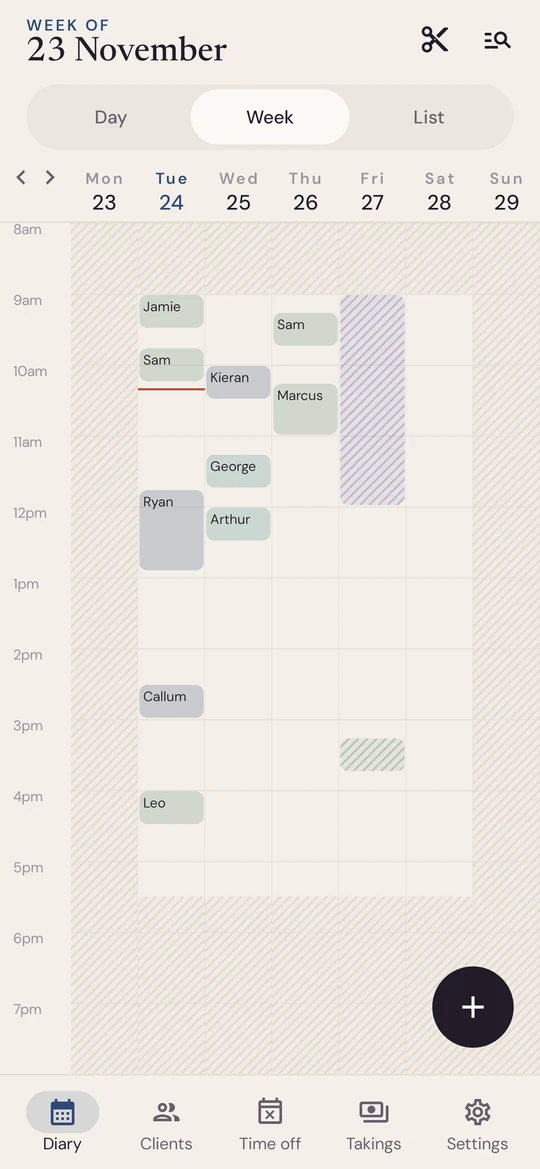 WEEK OF
23 November
Day Week List
Mon Tue Wed Thu Fri Sat Sun
23 24 25 26 27 28 29
8am
9am
Jamie
Sam
Sam
10am
Kieran
Marcus
11am
George
Ryan
12pm
Arthur
1pm
2pm
Callum
3pm
4pm
Leo
5pm
6pm
7pm
Diary Clients Time off Takings Settings